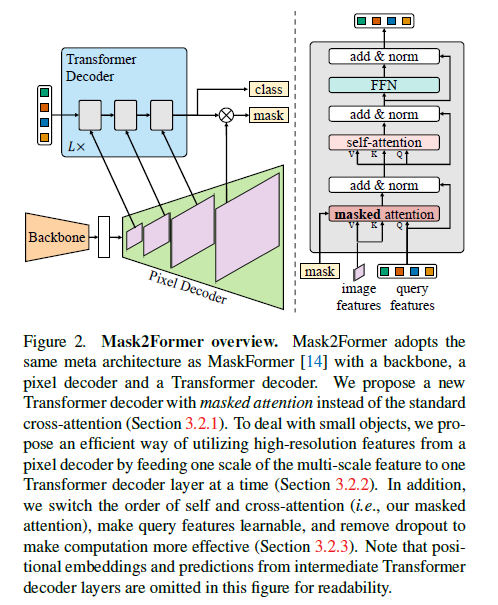 Transformer
Decoder
L×
class
mask
Backbone
Pixel Decoder
add & norm
FFN
add & norm
self-attention
V K Q
add & norm
masked attention
V K Q
mask
image
features
query
features
Figure 2. Mask2Former overview. Mask2Former adopts the
same meta architecture as MaskFormer [14] with a backbone, a
pixel decoder and a Transformer decoder. We propose a new
Transformer decoder with masked attention instead of the standard
cross-attention (Section 3.2.1). To deal with small objects, we pro-
pose an efficient way of utilizing high-resolution features from a
pixel decoder by feeding one scale of the multi-scale feature to one
Transformer decoder layer at a time (Section 3.2.2). In addition,
we switch the order of self and cross-attention (i.e., our masked
attention), make query features learnable, and remove dropout to
make computation more effective (Section 3.2.3). Note that posi-
tional embeddings and predictions from intermediate Transformer
decoder layers are omitted in this figure for readability.